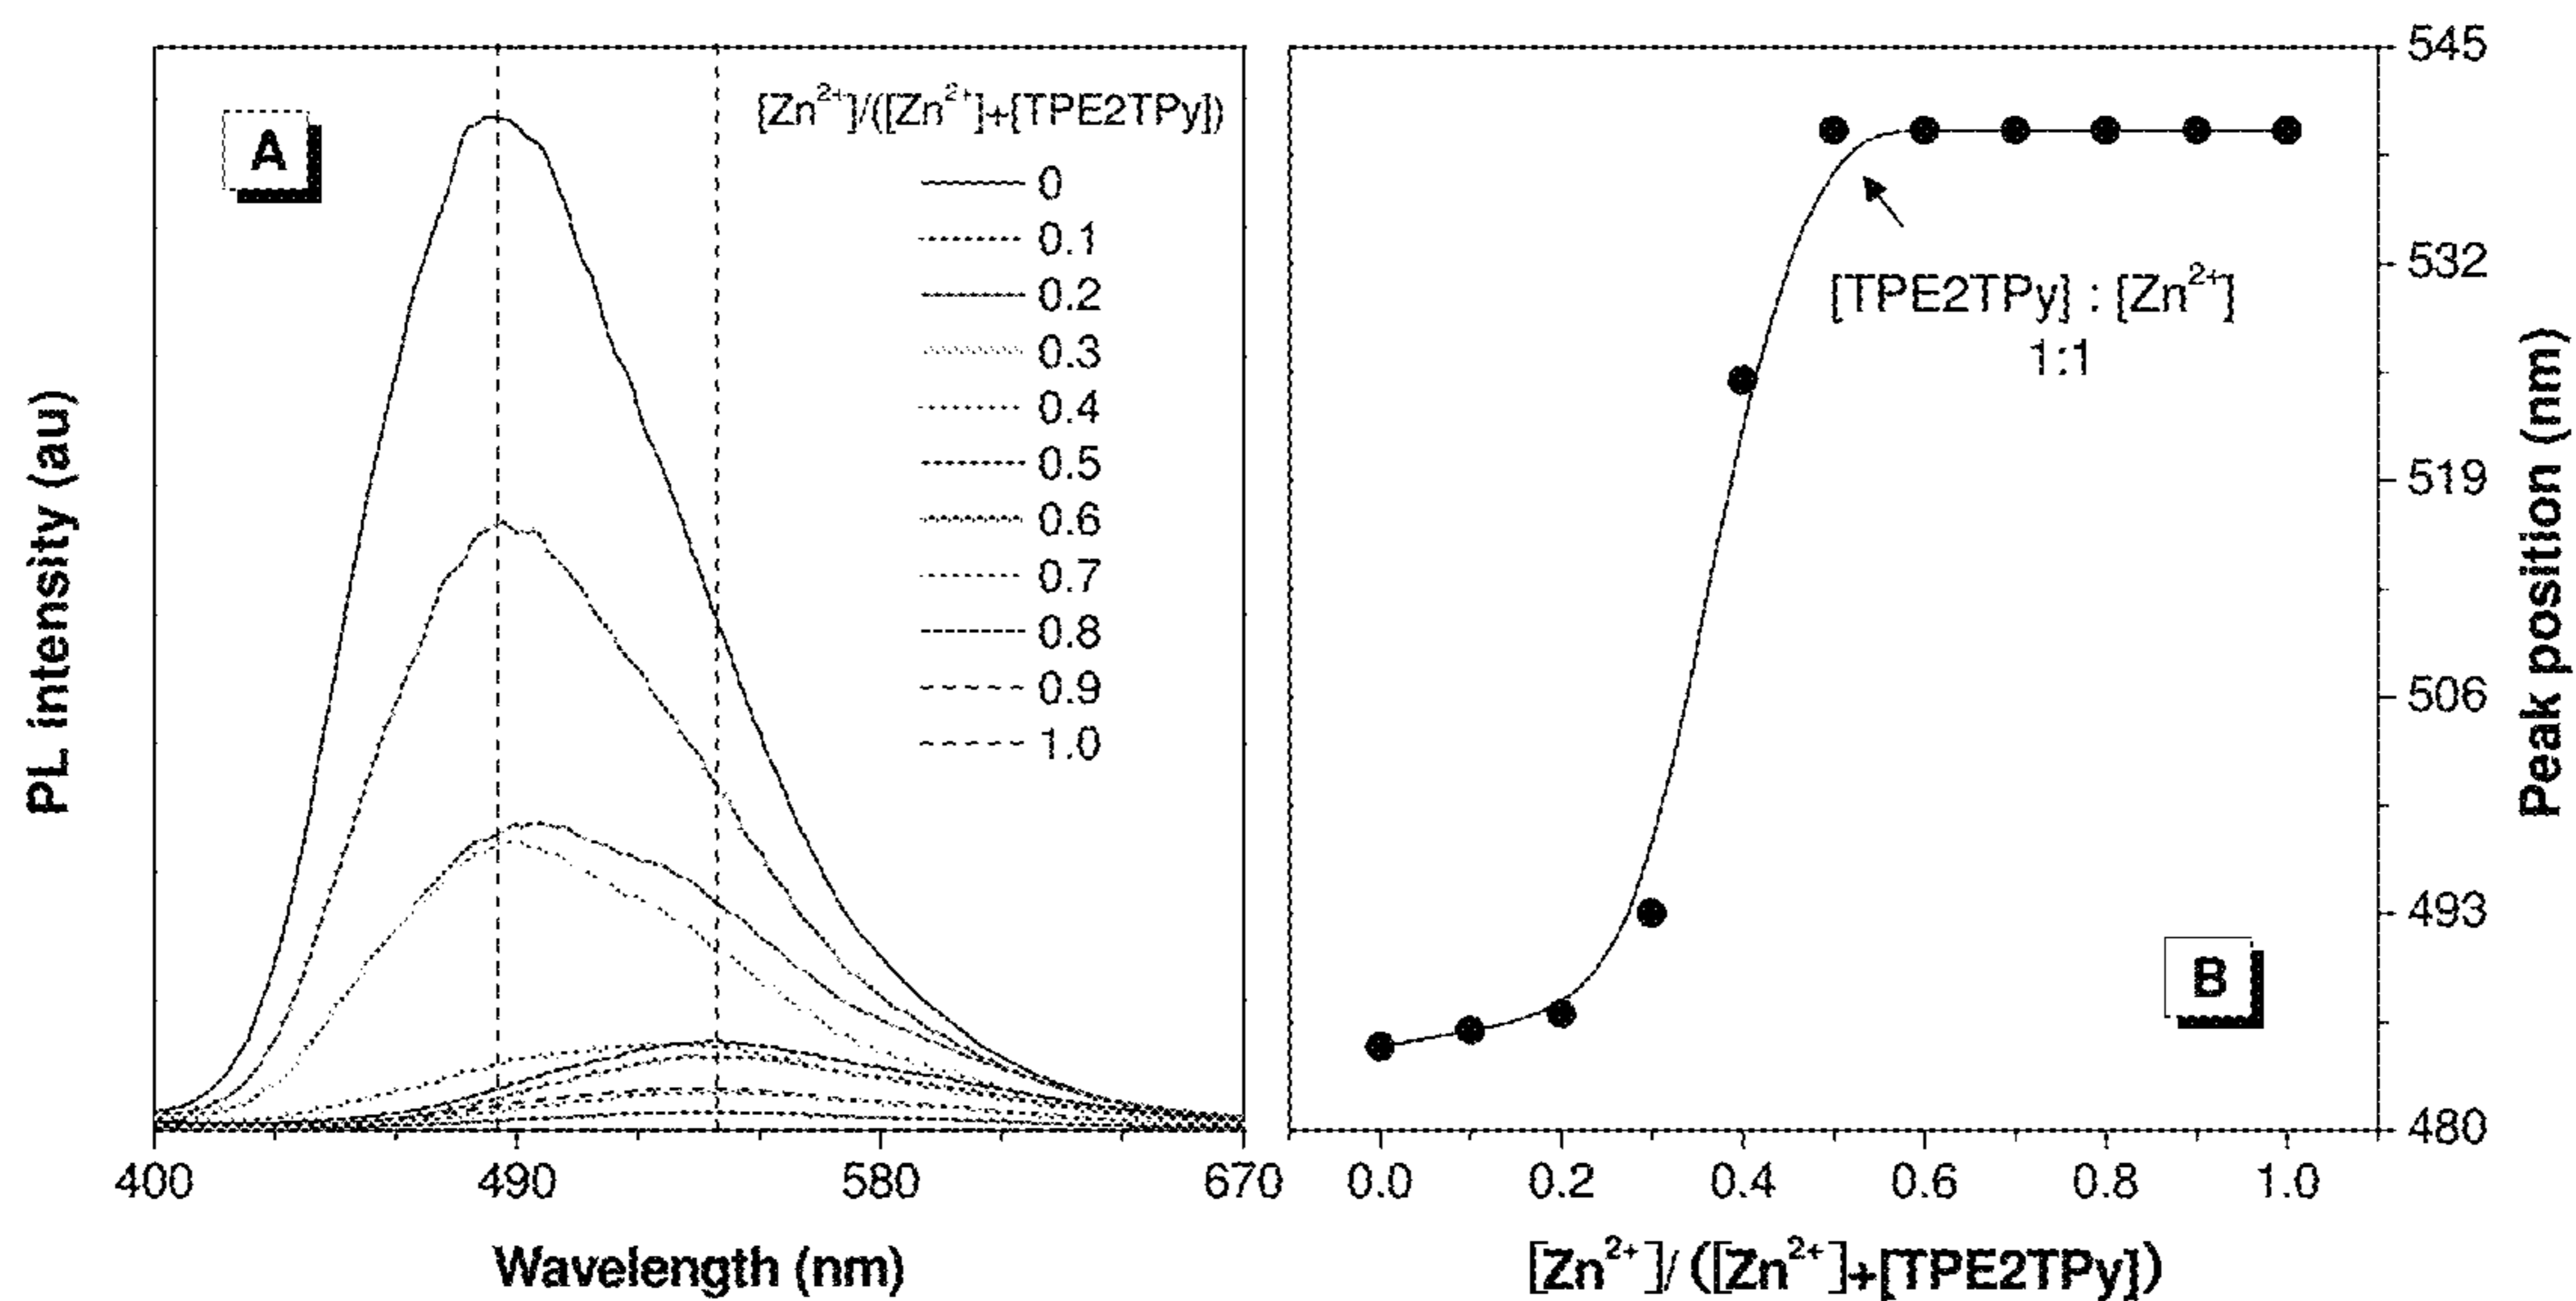 A
[Zn²⁺]/([Zn²⁺]+[TPE2TPy])
0
0.1
0.2
0.3
0.4
0.5
0.6
0.7
0.8
0.9
1.0
PL intensity (au)
400 490 580 670
Wavelength (nm)
[TPE2TPy] : [Zn²⁺]
1:1
B
545
532
519
506
493
480
Peak position (nm)
0.0 0.2 0.4 0.6 0.8 1.0
[Zn²⁺]/([Zn²⁺]+[TPE2TPy])